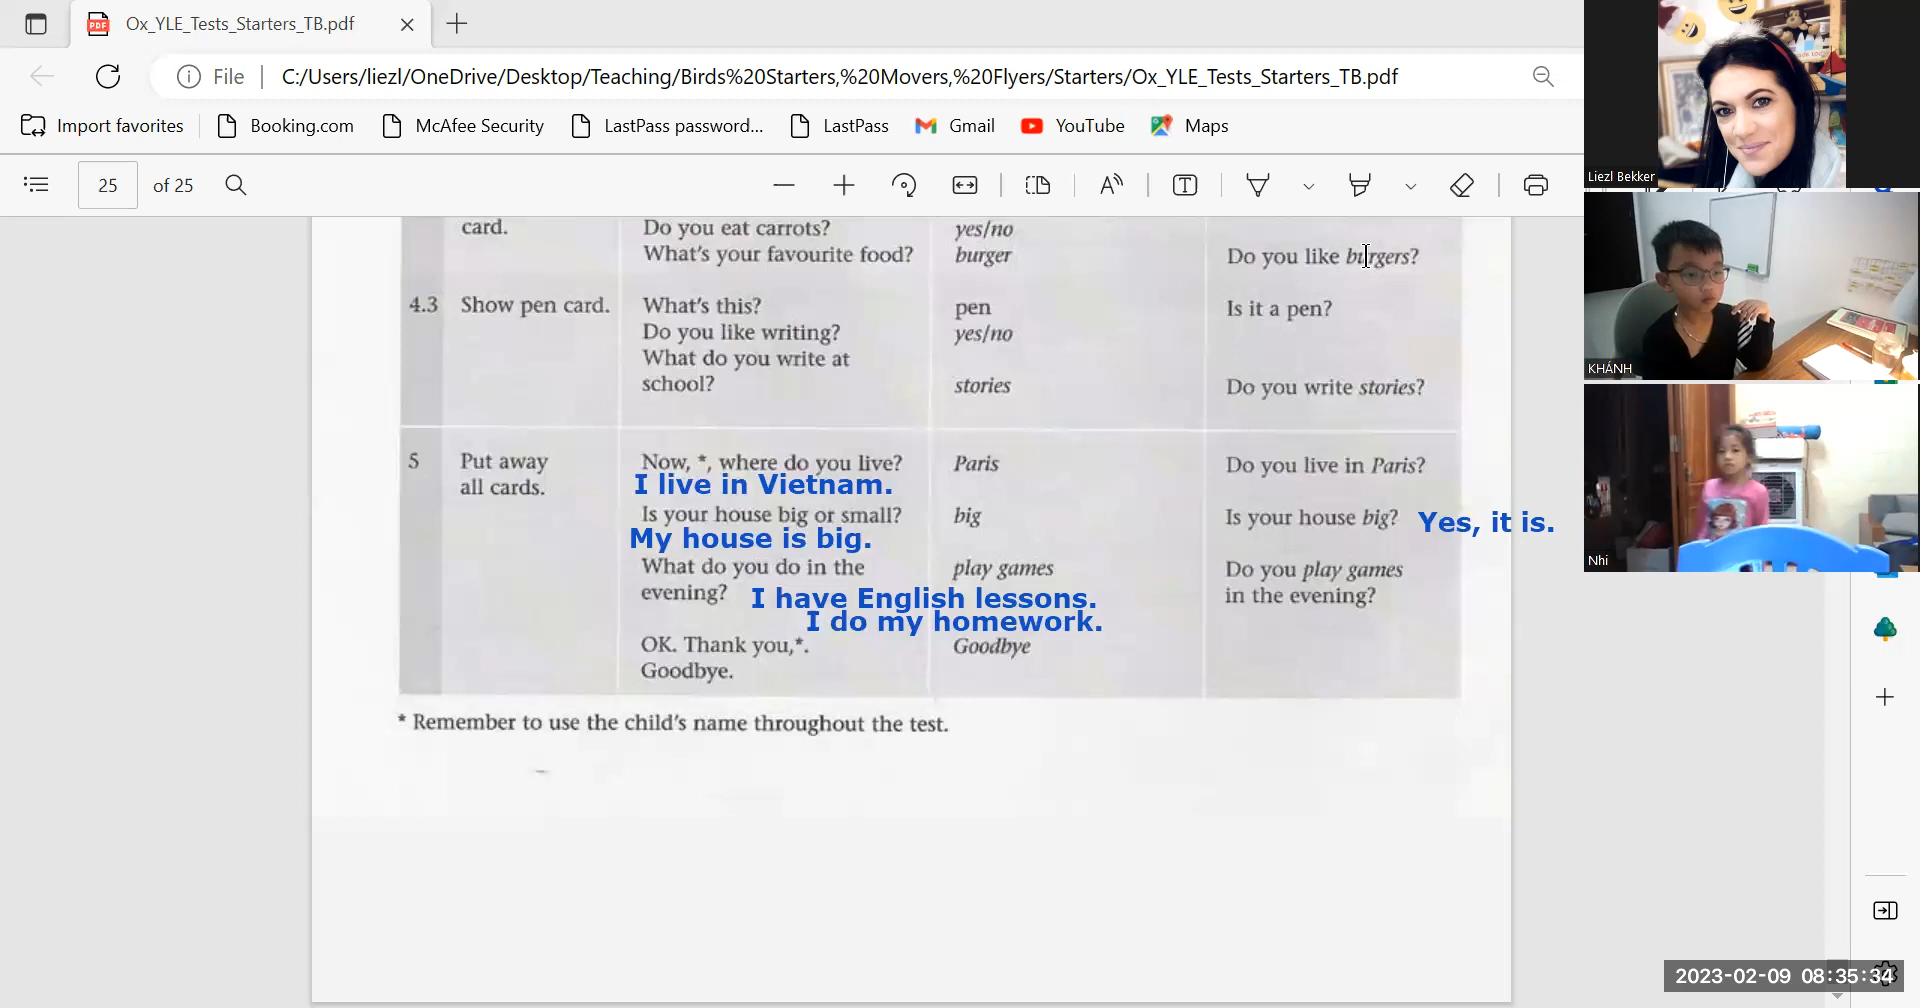 Ox_YLE_Tests_Starters_TB.pdf
File
C:/Users/liezl/OneDrive/Desktop/Teaching/Birds%20Starters,%20Movers,%20Flyers/Starters/Ox_YLE_Tests_Starters_TB.pdf
Import favorites Booking.com McAfee Security LastPass password... LastPass Gmail YouTube Maps
25 of 25
card. Do you eat carrots? yes/no
What's your favourite food? burger Do you like burgers?
4.3 Show pen card. What's this? pen Is it a pen?
Do you like writing? yes/no
What do you write at
school? stories Do you write stories?
5 Put away Now, *, where do you live? Paris Do you live in Paris?
all cards. I live in Vietnam.
Is your house big or small? big Is your house big? Yes, it is.
My house is big.
What do you do in the play games Do you play games
evening? I have English lessons. in the evening?
I do my homework.
OK. Thank you,*. Goodbye
Goodbye.
* Remember to use the child's name throughout the test.
Liezl Bekker
KHÁNH
Nhi
2023-02-09 08:35:34